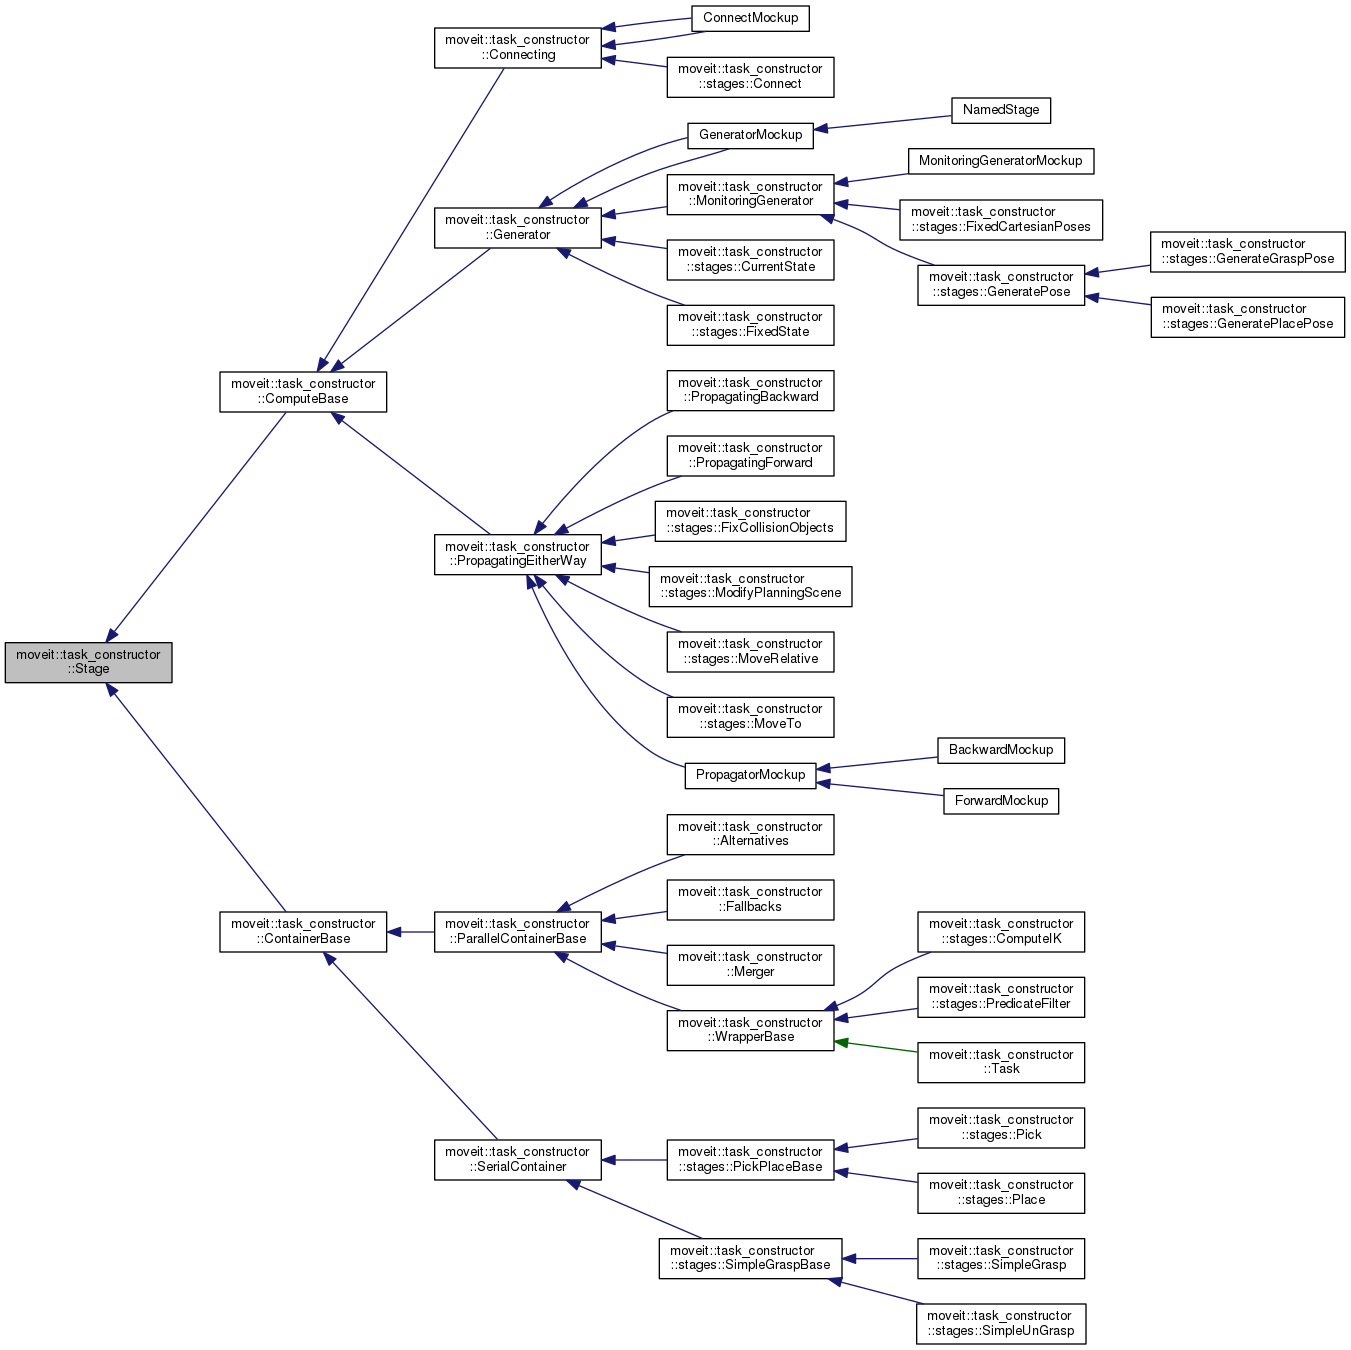 ConnectMockup
moveit::task_constructor
::Connecting
moveit::task_constructor
::stages::Connect
NamedStage
GeneratorMockup
MonitoringGeneratorMockup
moveit::task_constructor
::MonitoringGenerator
moveit::task_constructor
::stages::FixedCartesianPoses
moveit::task_constructor
::Generator
moveit::task_constructor
::stages::CurrentState
moveit::task_constructor
::stages::GenerateGraspPose
moveit::task_constructor
::stages::GeneratePose
moveit::task_constructor
::stages::FixedState
moveit::task_constructor
::stages::GeneratePlacePose
moveit::task_constructor
::ComputeBase
moveit::task_constructor
::PropagatingBackward
moveit::task_constructor
::PropagatingForward
moveit::task_constructor
::stages::FixCollisionObjects
moveit::task_constructor
::PropagatingEitherWay
moveit::task_constructor
::stages::ModifyPlanningScene
moveit::task_constructor
::Stage
moveit::task_constructor
::stages::MoveRelative
moveit::task_constructor
::stages::MoveTo
BackwardMockup
PropagatorMockup
ForwardMockup
moveit::task_constructor
::Alternatives
moveit::task_constructor
::Fallbacks
moveit::task_constructor
::ContainerBase
moveit::task_constructor
::ParallelContainerBase
moveit::task_constructor
::stages::ComputeIK
moveit::task_constructor
::Merger
moveit::task_constructor
::stages::PredicateFilter
moveit::task_constructor
::WrapperBase
moveit::task_constructor
::Task
moveit::task_constructor
::stages::Pick
moveit::task_constructor
::SerialContainer
moveit::task_constructor
::stages::PickPlaceBase
moveit::task_constructor
::stages::Place
moveit::task_constructor
::stages::SimpleGraspBase
moveit::task_constructor
::stages::SimpleGrasp
moveit::task_constructor
::stages::SimpleUnGrasp